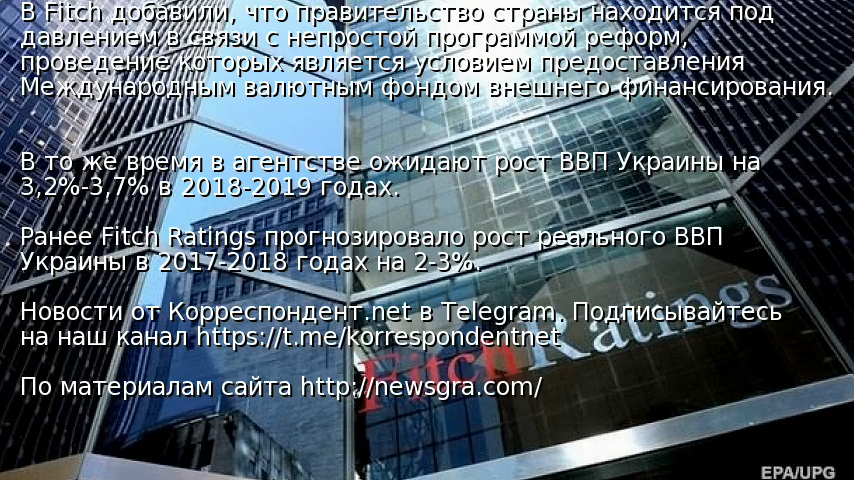 В Fitch добавили, что правительство страны находится под
давлением в связи с непростой программой реформ,
проведение которых является условием предоставления
Международным валютным фондом внешнего финансирования.
В то же время в агентстве ожидают рост ВВП Украины на
3,2%-3,7% в 2018-2019 годах.
Ранее Fitch Ratings прогнозировало рост реального ВВП
Украины в 2017-2018 годах на 2-3%.
Новости от Корреспондент.net в Telegram. Подписывайтесь
на наш канал https://t.me/korrespondentnet
FitchRatings
По материалам сайта http://newsgra.com/
EPA/UPG